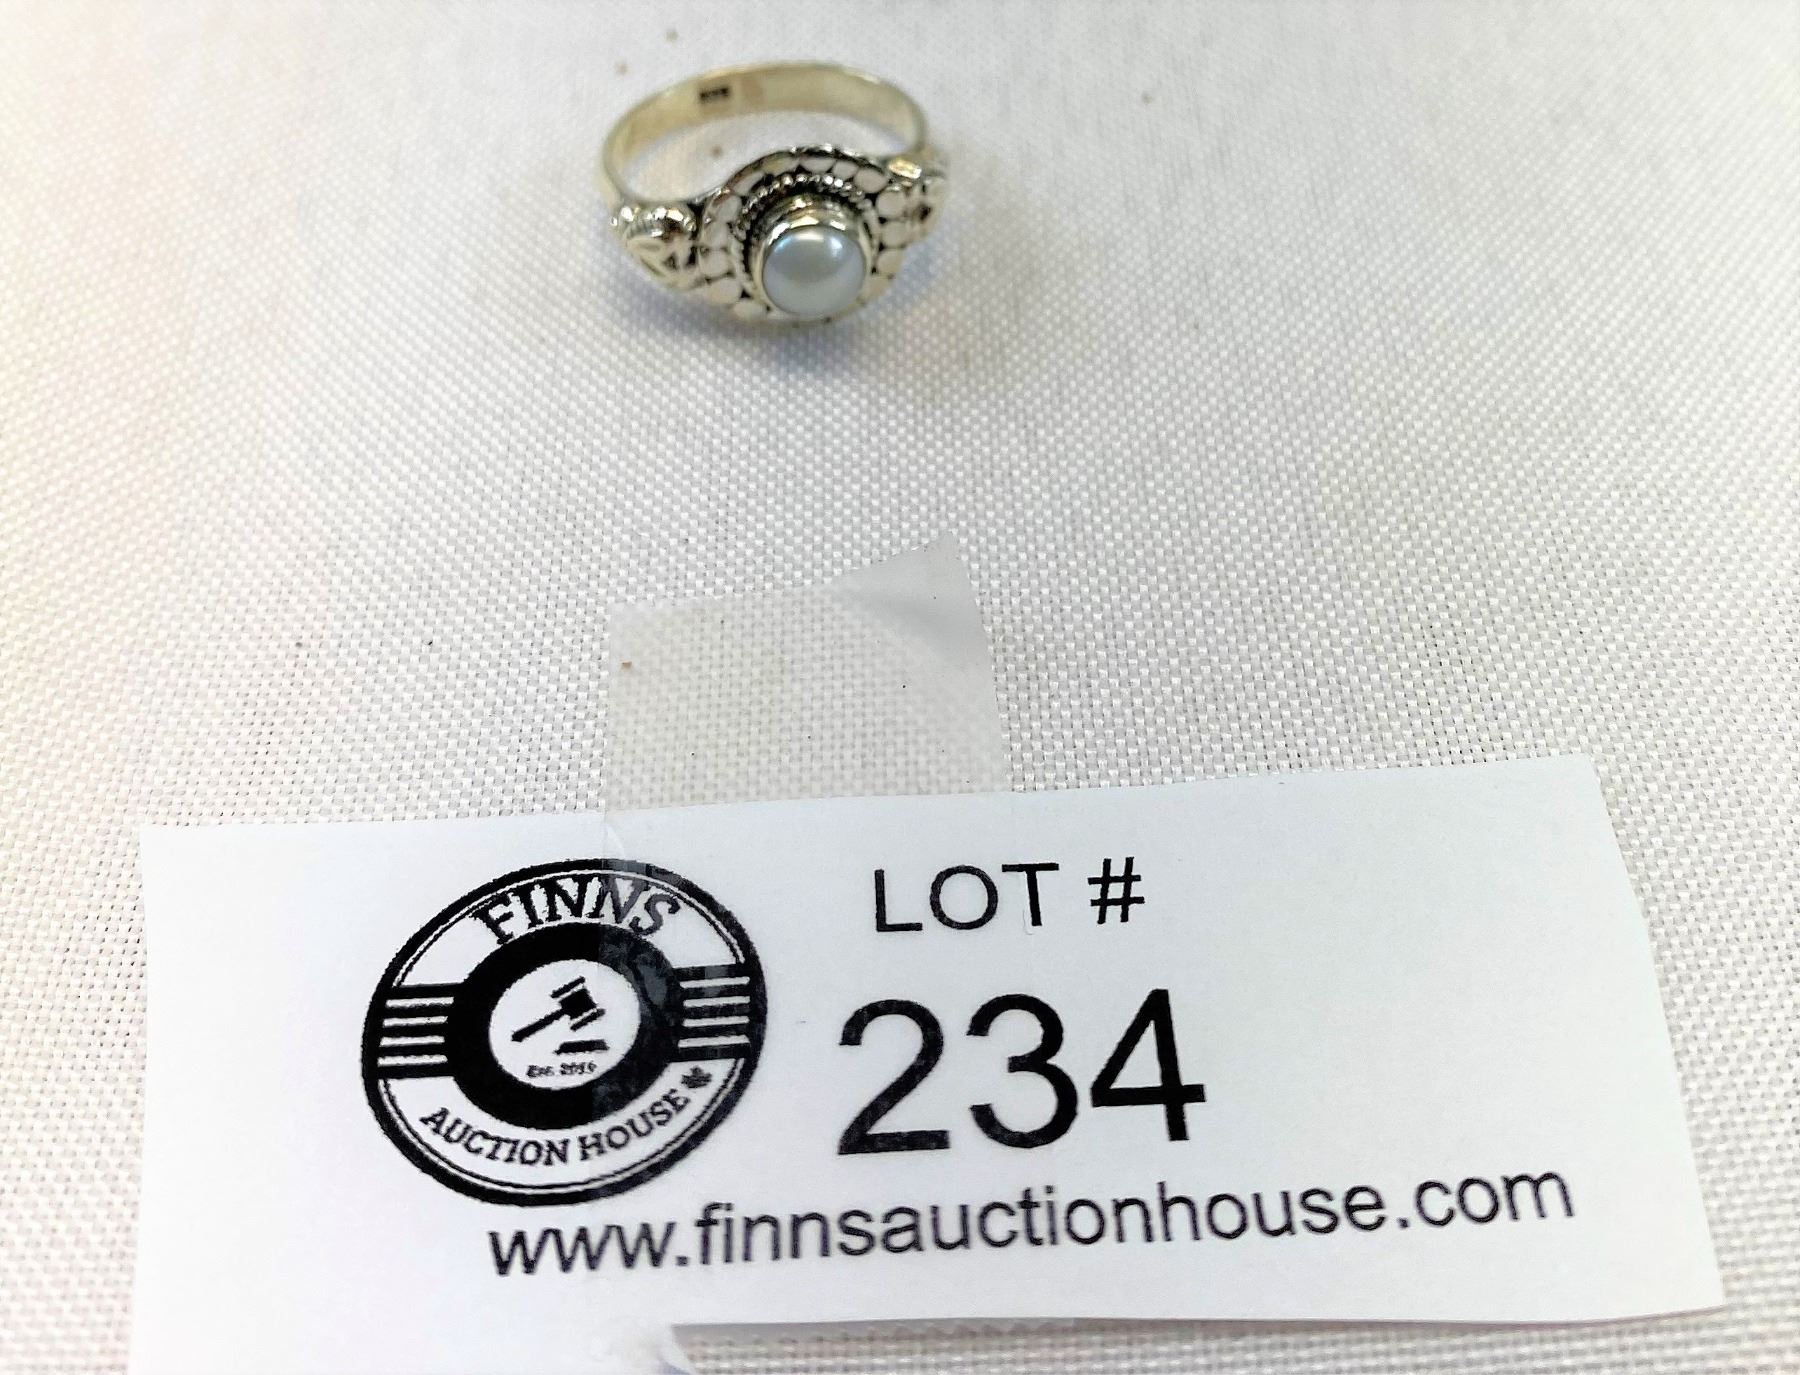 FINNS
AUCTION HOUSE
LOT #
234
www.finnsauctionhouse.com